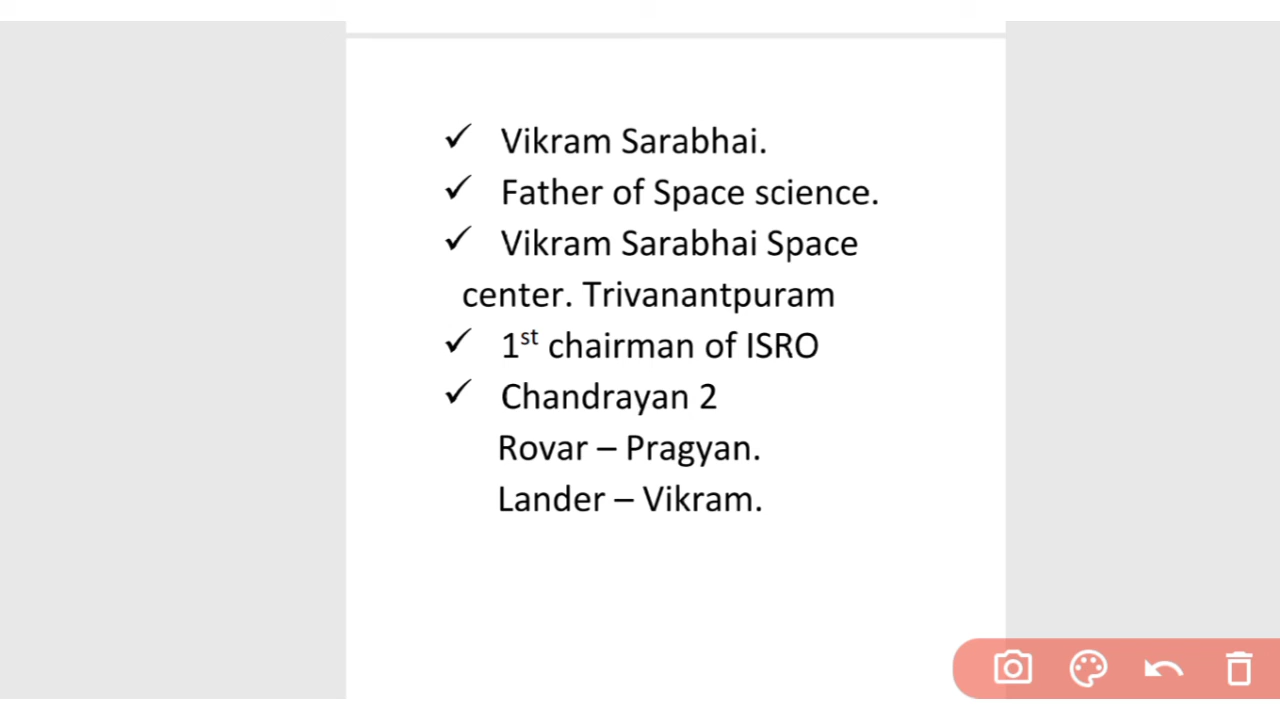 ✓ Vikram Sarabhai.
✓ Father of Space science.
✓ Vikram Sarabhai Space
center. Trivanantpuram
✓ 1st chairman of ISRO
✓ Chandrayan 2
Rovar – Pragyan.
Lander – Vikram.